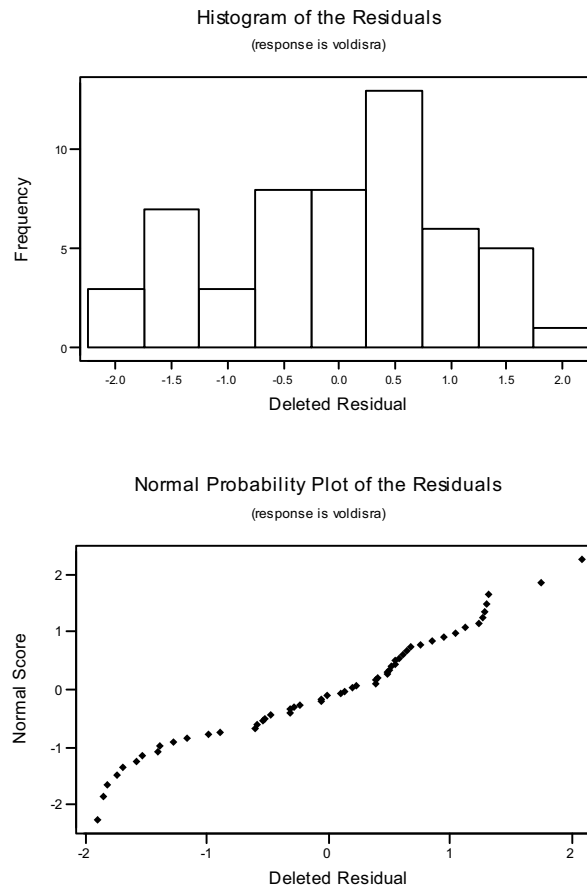 Histogram of the Residuals
(response is voldisra)
Frequency
10
5
0
-2.0 -1.5 -1.0 -0.5 0.0 0.5 1.0 1.5 2.0
Deleted Residual
Normal Probability Plot of the Residuals
(response is voldisra)
Normal Score
2
1
0
-1
-2
-2 -1 0 1 2
Deleted Residual